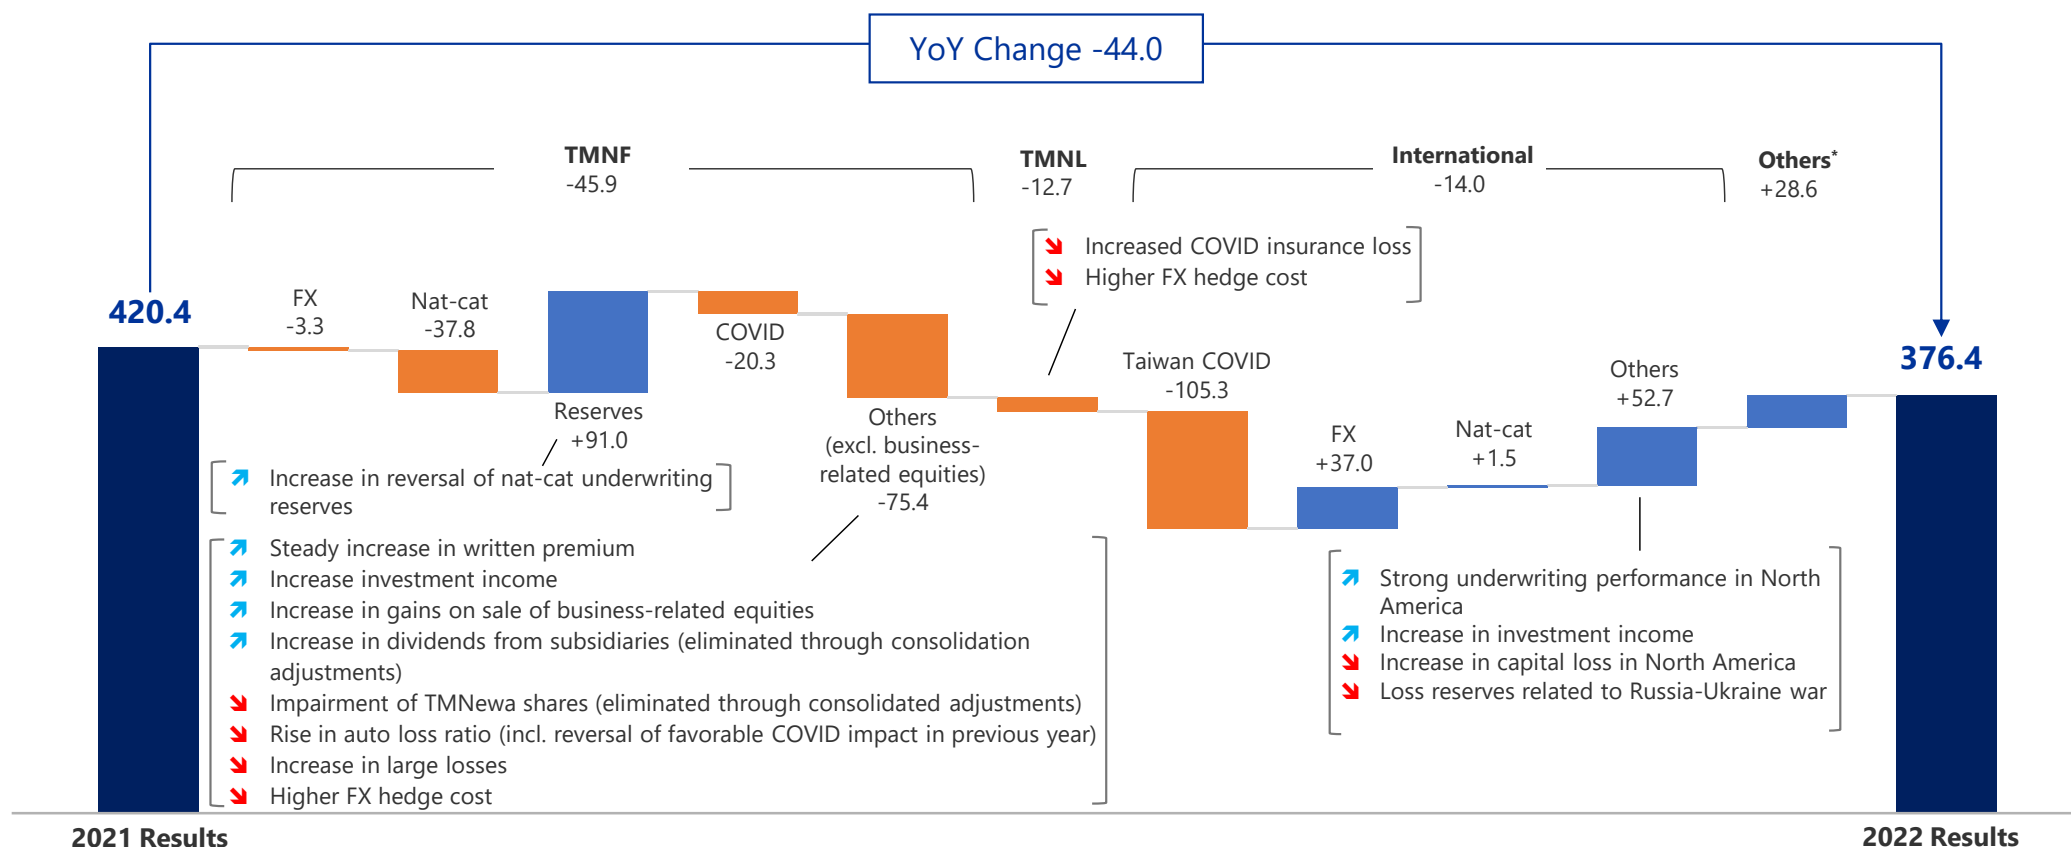 YoY Change -44.0
TMNF
-45.9
TMNL
-12.7
International
-14.0
Others*
+28.6
Increased COVID insurance loss
Higher FX hedge cost
420.4
FX
-3.3
Nat-cat
-37.8
Reserves
+91.0
COVID
-20.3
Others
(excl. business-
related equities)
-75.4
Taiwan COVID
-105.3
FX
+37.0
Nat-cat
+1.5
Others
+52.7
376.4
Increase in reversal of nat-cat underwriting
reserves
Steady increase in written premium
Increase investment income
Increase in gains on sale of business-related equities
Increase in dividends from subsidiaries (eliminated through consolidation
adjustments)
Impairment of TMNewa shares (eliminated through consolidated adjustments)
Rise in auto loss ratio (incl. reversal of favorable COVID impact in previous year)
Increase in large losses
Higher FX hedge cost
Strong underwriting performance in North
America
Increase in investment income
Increase in capital loss in North America
Loss reserves related to Russia-Ukraine war
2021 Results
2022 Results